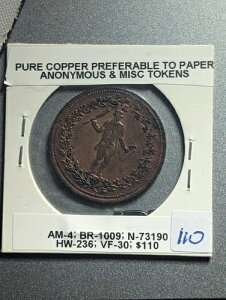 PURE COPPER PREFERABLE TO PAPER
ANONYMOUS & MISC TOKENS
AM-4; BR-1009; N-73190
HW-236; VF-30; $110
110